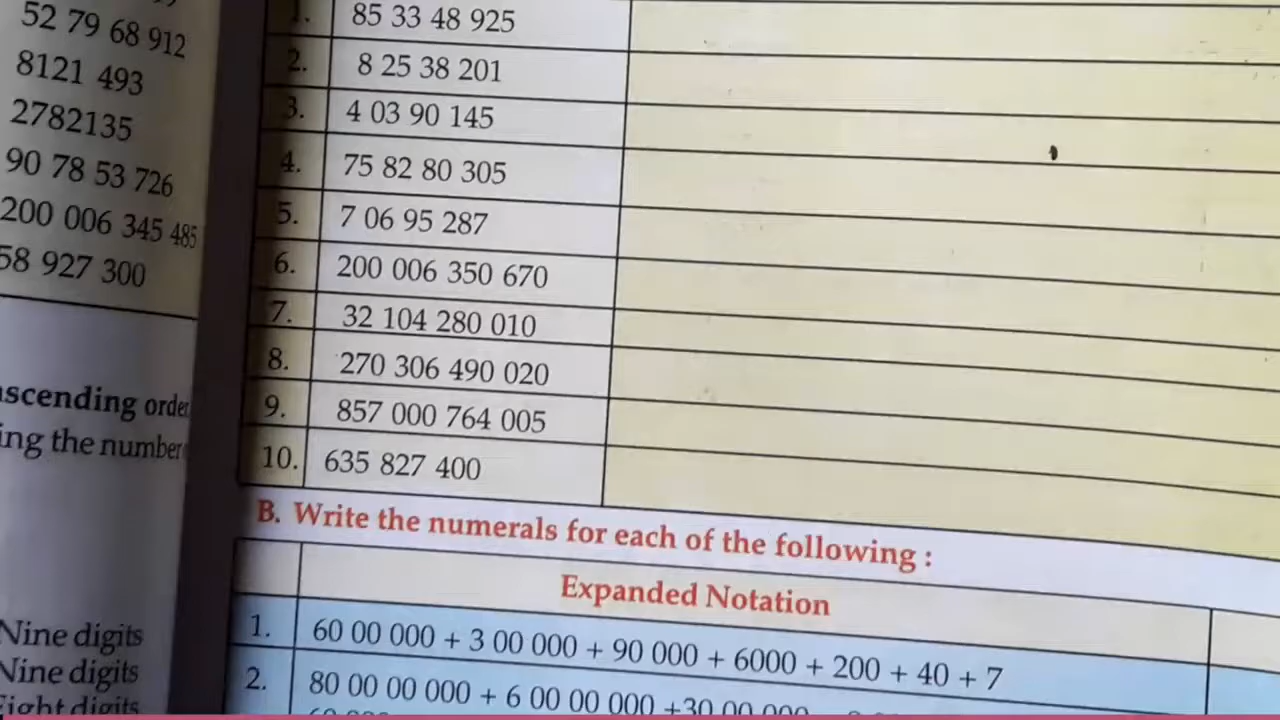 52 79 68 912
8121 493
2782135
90 78 53 726
200 006 345 485
58 927 300
order
ing the number
Nine digits
Nine digits
Eight digits
1. 85 33 48 925
2. 8 25 38 201
3. 4 03 90 145
4. 75 82 80 305
5. 7 06 95 287
6. 200 006 350 670
7. 32 104 280 010
8. 270 306 490 020
9. 857 000 764 005
10. 635 827 400
B. Write the numerals for each of the following :
Expanded Notation
1. 60 00 000 + 3 00 000 + 90 000 + 6000 + 200 + 40 + 7
2. 80 00 00 000 + 6 00 00 000 +30 00 000